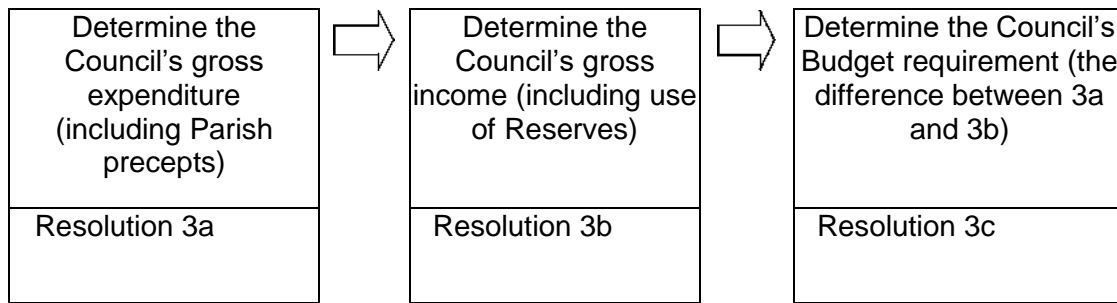 Determine the
Council’s gross
expenditure
(including Parish
precepts)
Resolution 3a
Determine the
Council’s gross
income (including use
of Reserves)
Resolution 3b
Determine the Council’s
Budget requirement (the
difference between 3a
and 3b)
Resolution 3c